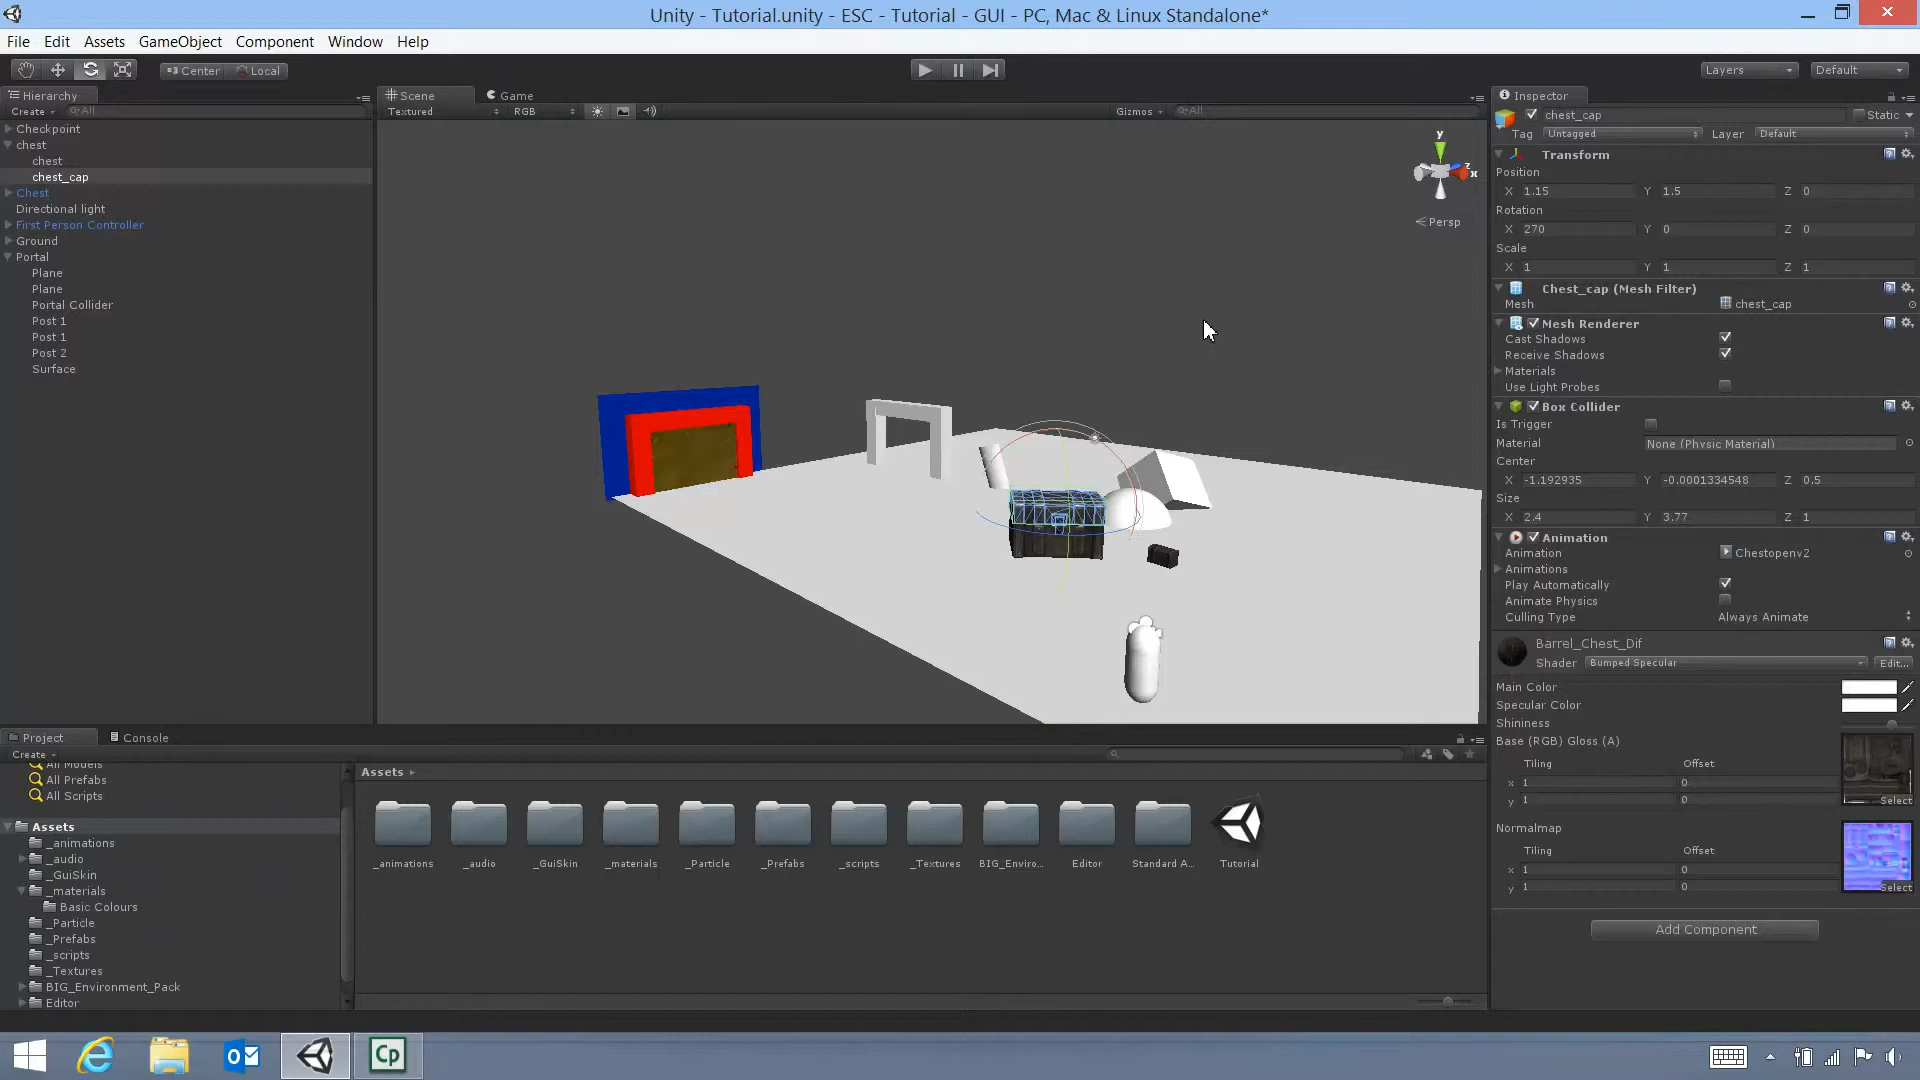 Unity - Tutorial.unity - ESC - Tutorial - GUI - PC, Mac & Linux Standalone*
File Edit Assets GameObject Component Window Help
Center Local
Layers Default
Hierarchy
Create All
Checkpoint
chest
chest
chest_cap
Chest
Directional light
First Person Controller
Ground
Portal
Plane
Plane
Portal Collider
Post 1
Post 1
Post 2
Surface
Scene Game
Textured RGB Gizmos All
y
z
x
Persp
Inspector
chest_cap Static
Tag Untagged Layer Default
Transform
Position
X 1.15 Y 1.5 Z 0
Rotation
X 270 Y 0 Z 0
Scale
X 1 Y 1 Z 1
Chest_cap (Mesh Filter)
Mesh chest_cap
Mesh Renderer
Cast Shadows
Receive Shadows
Materials
Use Light Probes
Box Collider
Is Trigger
Material None (Physic Material)
Center
X -1.192935 Y -0.0001334548 Z 0.5
Size
X 2.4 Y 3.77 Z 1
Animation
Animation Chestopenv2
Animations
Play Automatically
Animate Physics
Culling Type Always Animate
Barrel_Chest_Dif
Shader Bumped Specular Edit...
Main Color
Specular Color
Shininess
Base (RGB) Gloss (A)
Tiling Offset
x 1 0
y 1 0
Select
Normalmap
Tiling Offset
x 1 0
y 1 0
Select
Add Component
Project Console
Create
All Models
All Prefabs
All Scripts
Assets
_animations
_audio
_GuiSkin
_materials
Basic Colours
_Particle
_Prefabs
_scripts
_Textures
BIG_Environment_Pack
Editor
Assets
_animations _audio _GuiSkin _materials _Particle _Prefabs _scripts _Textures BIG_Enviro... Editor Standard A... Tutorial
Cp